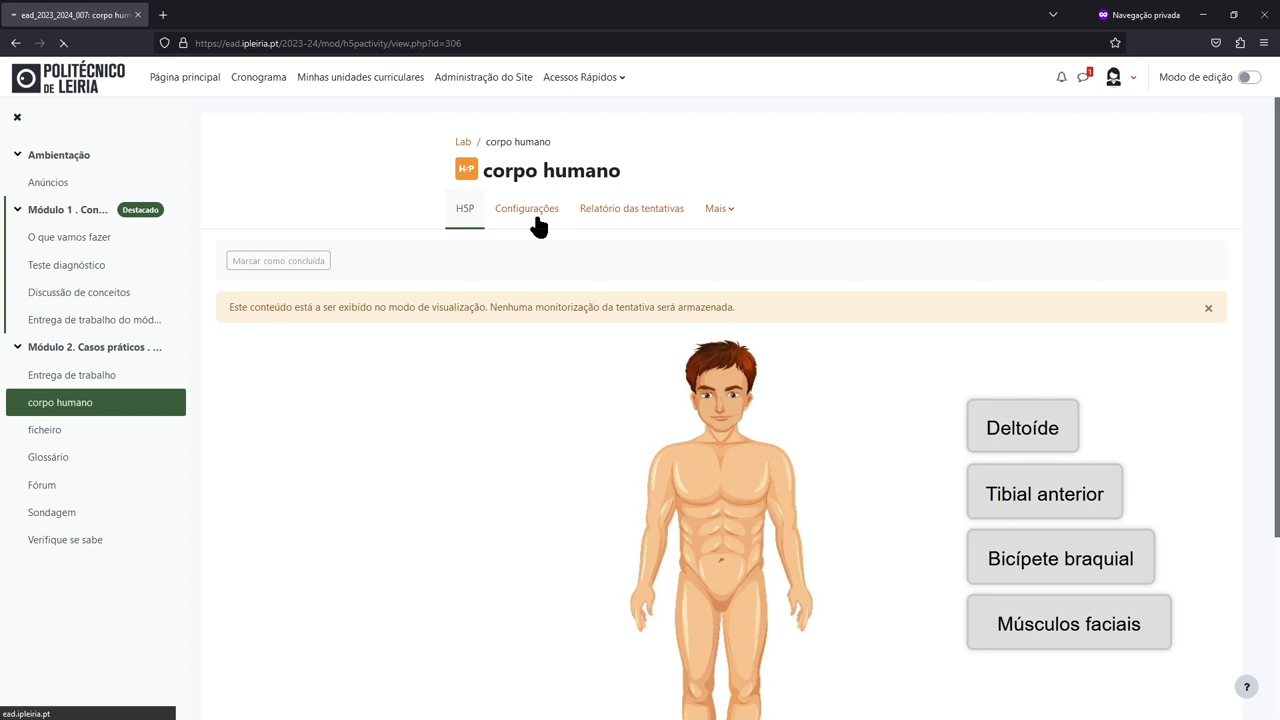 ead_2023_2024_007: corpo hum
Navegação privada
https://ead.ipleiria.pt/2023-24/mod/h5pactivity/view.php?id=306
POLITÉCNICO
DE LEIRIA
Página principal
Cronograma
Minhas unidades curriculares
Administração do Site
Acessos Rápidos
1
Modo de edição
Ambientação
Anúncios
Módulo 1 . Con... Destacado
O que vamos fazer
Teste diagnóstico
Discussão de conceitos
Entrega de trabalho do mód...
Módulo 2. Casos práticos . ...
Entrega de trabalho
corpo humano
ficheiro
Glossário
Fórum
Sondagem
Verifique se sabe
Lab / corpo humano
H5P corpo humano
H5P
Configurações
Relatório das tentativas
Mais
Marcar como concluída
Este conteúdo está a ser exibido no modo de visualização. Nenhuma monitorização da tentativa será armazenada.
Deltoíde
Tibial anterior
Bicípete braquial
Músculos faciais
?
ead.ipleiria.pt